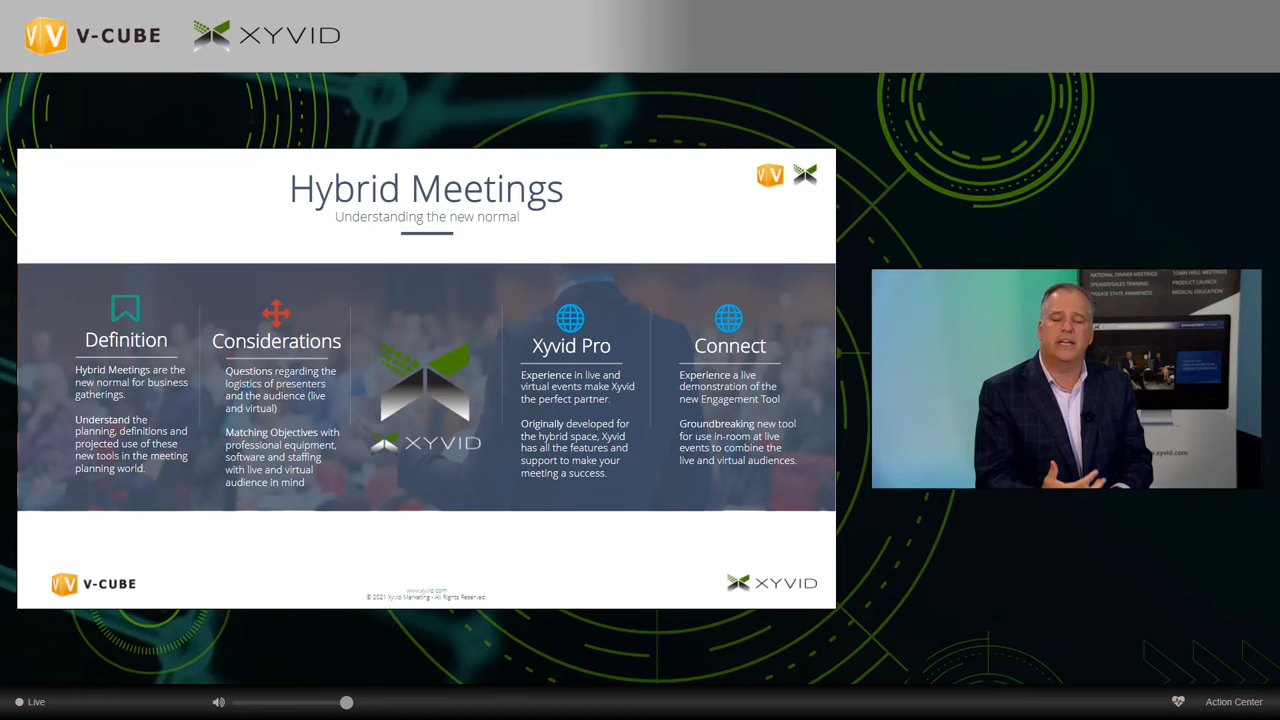 V-CUBE
XYVID
Hybrid Meetings
Understanding the new normal
Definition
Hybrid Meetings are the
new normal for business
gatherings.
Understand the
planning, definitions and
projected use of these
new tools in the meeting
planning world.
Considerations
Questions regarding the
logistics of presenters
and the audience (live
and virtual)
Matching Objectives with
professional equipment,
software and staffing
with live and virtual
audience in mind
XYVID
Xyvid Pro
Experience in live and
virtual events make Xyvid
the perfect partner.
Originally developed for
the hybrid space, Xyvid
has all the features and
support to make your
meeting a success.
Connect
Experience a live
demonstration of the
new Engagement Tool
Groundbreaking new tool
for use in-room at live
events to combine the
live and virtual audiences.
V-CUBE
www.xyvid.com
© 2021 Xyvid Marketing - All Rights Reserved
XYVID
NATIONAL DINNER MEETINGS
SPEAKER/SALES TRAINING
DISEASE STATE AWARENESS
TOWN HALL MEETINGS
PRODUCT LAUNCH
MEDICAL EDUCATION
.xyvid.com
Live
Action Center